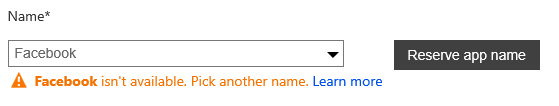 Name*
Facebook
Reserve app name
Facebook isn't available. Pick another name. Learn more